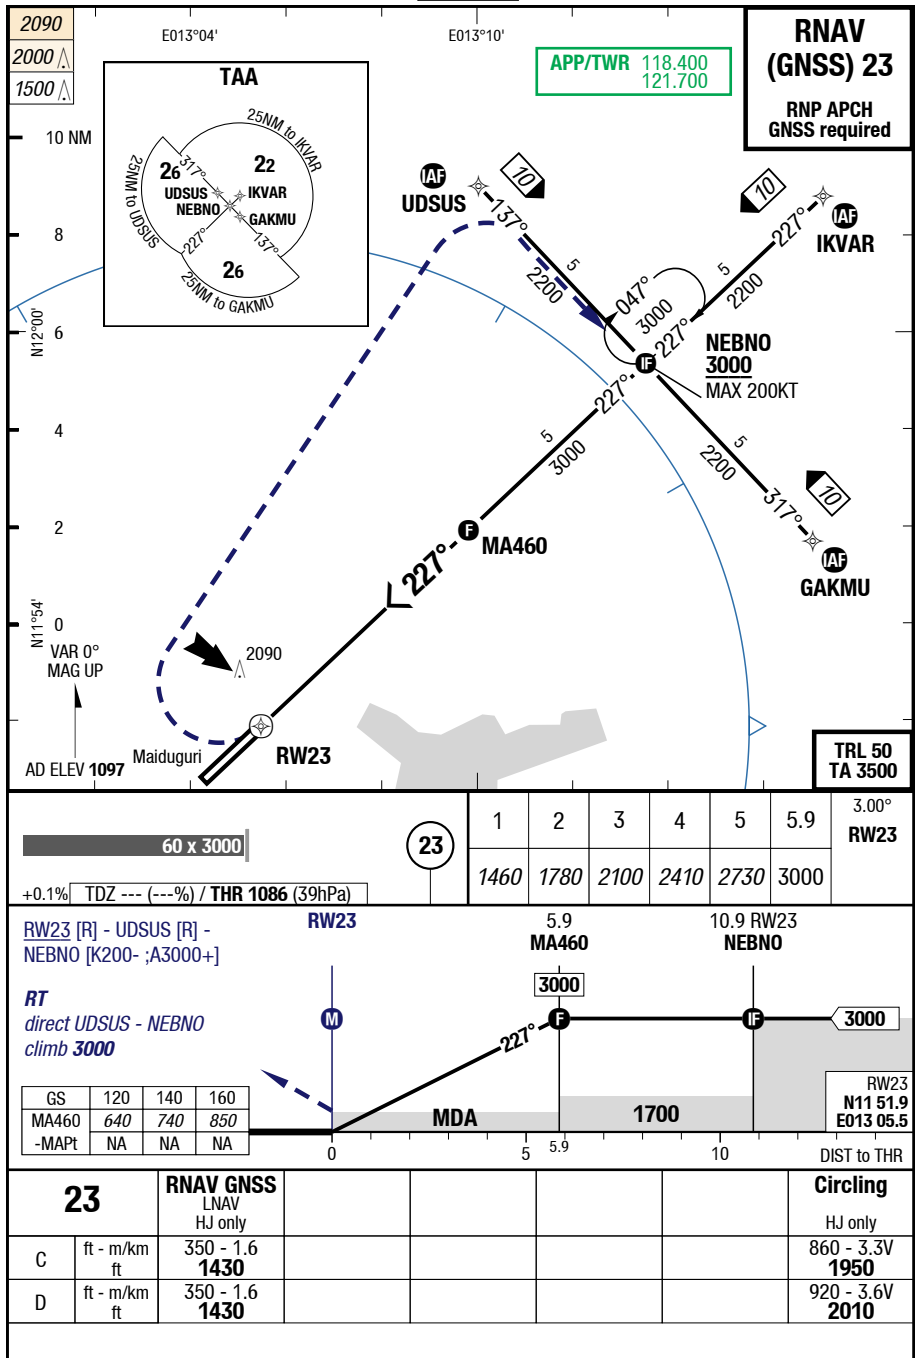 2090
2000
1500
E013°04'
E013°10'
APP/TWR 118.400
121.700
RNAV
(GNSS) 23
RNP APCH
GNSS required
TAA
25NM to IKVAR
25NM to UDSUS
25NM to GAKMU
26
22
26
317°
227°
137°
UDSUS
IKVAR
NEBNO
GAKMU
10 NM
8
6
4
2
0
N12°00'
N11°54'
IAF
UDSUS
10
137°
5
2200
10
IAF
IKVAR
227°
5
2200
047°
3000
227°
NEBNO
3000
MAX 200KT
IF
227°
5
3000
5
2200
317°
10
IAF
GAKMU
F
MA460
227°
2090
VAR 0°
MAG UP
AD ELEV 1097
Maiduguri
RW23
TRL 50
TA 3500
60 x 3000
23
+0.1% TDZ --- (---%) / THR 1086 (39hPa)
1 2 3 4 5 5.9 3.00°
RW23
1460 1780 2100 2410 2730 3000
RW23 [R] - UDSUS [R] -
NEBNO [K200- ;A3000+]
RT
direct UDSUS - NEBNO
climb 3000
RW23
5.9
MA460
10.9 RW23
NEBNO
3000
M
F
IF
3000
227°
MDA
1700
RW23
N11 51.9
E013 05.5
GS 120 140 160
MA460 640 740 850
-MAPt NA NA NA
0 5 5.9 10 DIST to THR
23
RNAV GNSS
LNAV
HJ only
Circling
HJ only
C ft - m/km 350 - 1.6 860 - 3.3V
ft 1430 1950
D ft - m/km 350 - 1.6 920 - 3.6V
ft 1430 2010